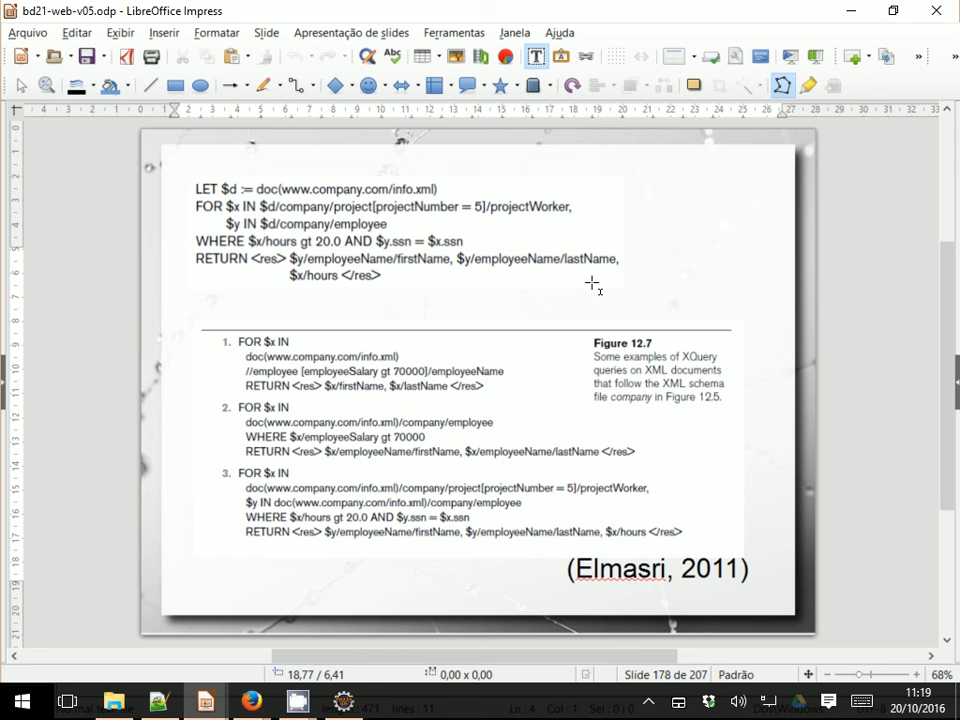 bd21-web-v05.odp - LibreOffice Impress
Arquivo Editar Exibir Inserir Formatar Slide Apresentação de slides Ferramentas Janela Ajuda
LET $d := doc(www.company.com/info.xml)
FOR $x IN $d/company/project[projectNumber = 5]/projectWorker,
$y IN $d/company/employee
WHERE $x/hours gt 20.0 AND $y.ssn = $x.ssn
RETURN <res> $y/employeeName/firstName, $y/employeeName/lastName,
$x/hours </res>
1. FOR $x IN
doc(www.company.com/info.xml)
//employee [employeeSalary gt 70000]/employeeName
RETURN <res> $x/firstName, $x/lastName </res>
Figure 12.7
Some examples of XQuery
queries on XML documents
that follow the XML schema
file company in Figure 12.5.
2. FOR $x IN
doc(www.company.com/info.xml)/company/employee
WHERE $x/employeeSalary gt 70000
RETURN <res> $x/employeeName/firstName, $x/employeeName/lastName </res>
3. FOR $x IN
doc(www.company.com/info.xml)/company/project[projectNumber = 5]/projectWorker,
$y IN doc(www.company.com/info.xml)/company/employee
WHERE $x/hours gt 20.0 AND $y.ssn = $x.ssn
RETURN <res> $y/employeeName/firstName, $y/employeeName/lastName, $x/hours </res>
(Elmasri, 2011)
18,77 / 6,41 0,00 x 0,00 Slide 178 de 207 Padrão 68%
11:19
20/10/2016